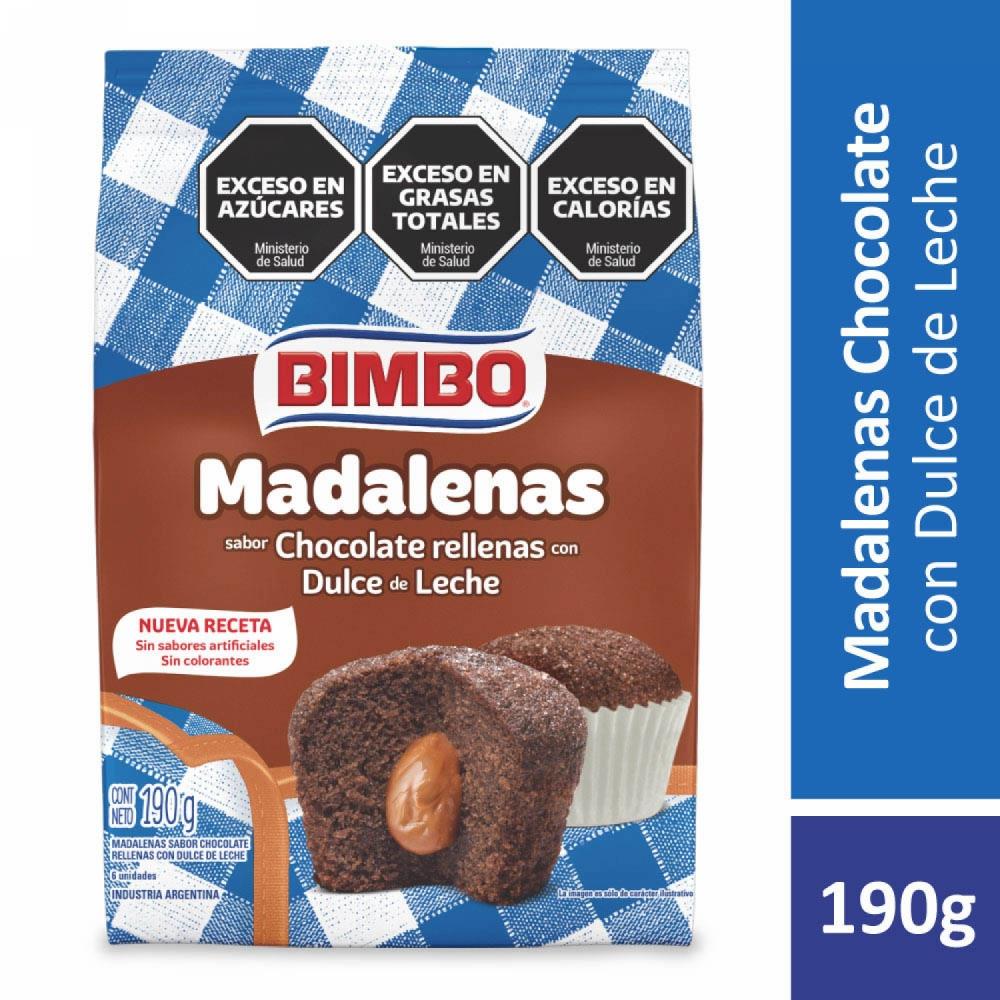 EXCESO EN
AZÚCARES
Ministerio
de Salud
EXCESO EN
GRASAS
TOTALES
Ministerio
de Salud
EXCESO EN
CALORÍAS
Ministerio
de Salud
BIMBO®
Madalenas
sabor Chocolate rellenas con
Dulce de Leche
NUEVA RECETA
Sin sabores artificiales
Sin colorantes
CONT
NETO 190 g
MADALENAS SABOR CHOCOLATE
RELLENAS CON DULCE DE LECHE
6 unidades
INDUSTRIA ARGENTINA
La imagen es sólo de carácter ilustrativo
Madalenas Chocolate
con Dulce de Leche
190g